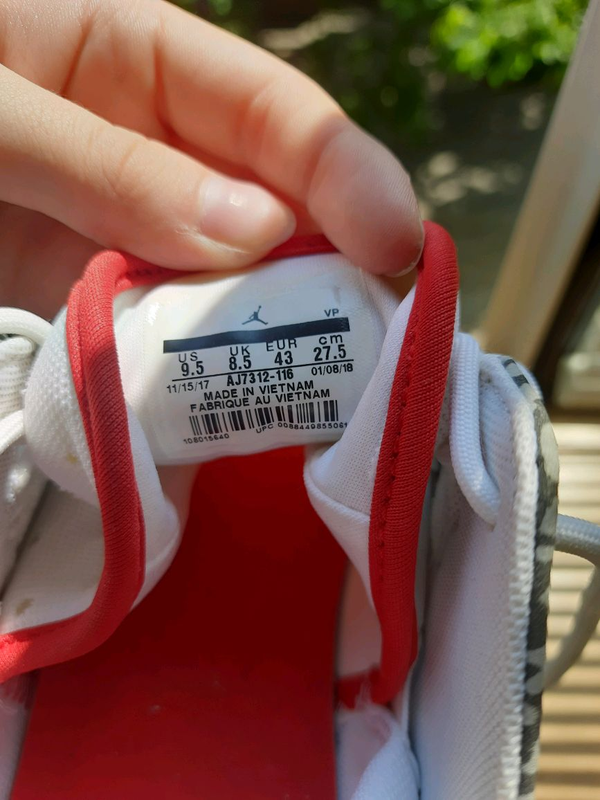 VP
US UK EUR cm
9.5 8.5 43 27.5
11/15/17 AJ7312-116 01/08/18
MADE IN VIETNAM
FABRIQUE AU VIETNAM
UPC